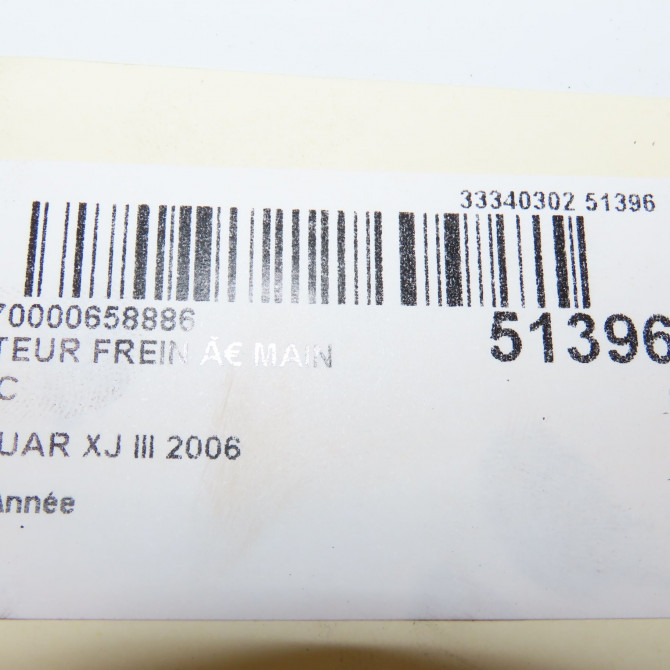 33340302 51396
70000658886
51396
TEUR FREIN Ã€ MAIN
C
UAR XJ III 2006
Année